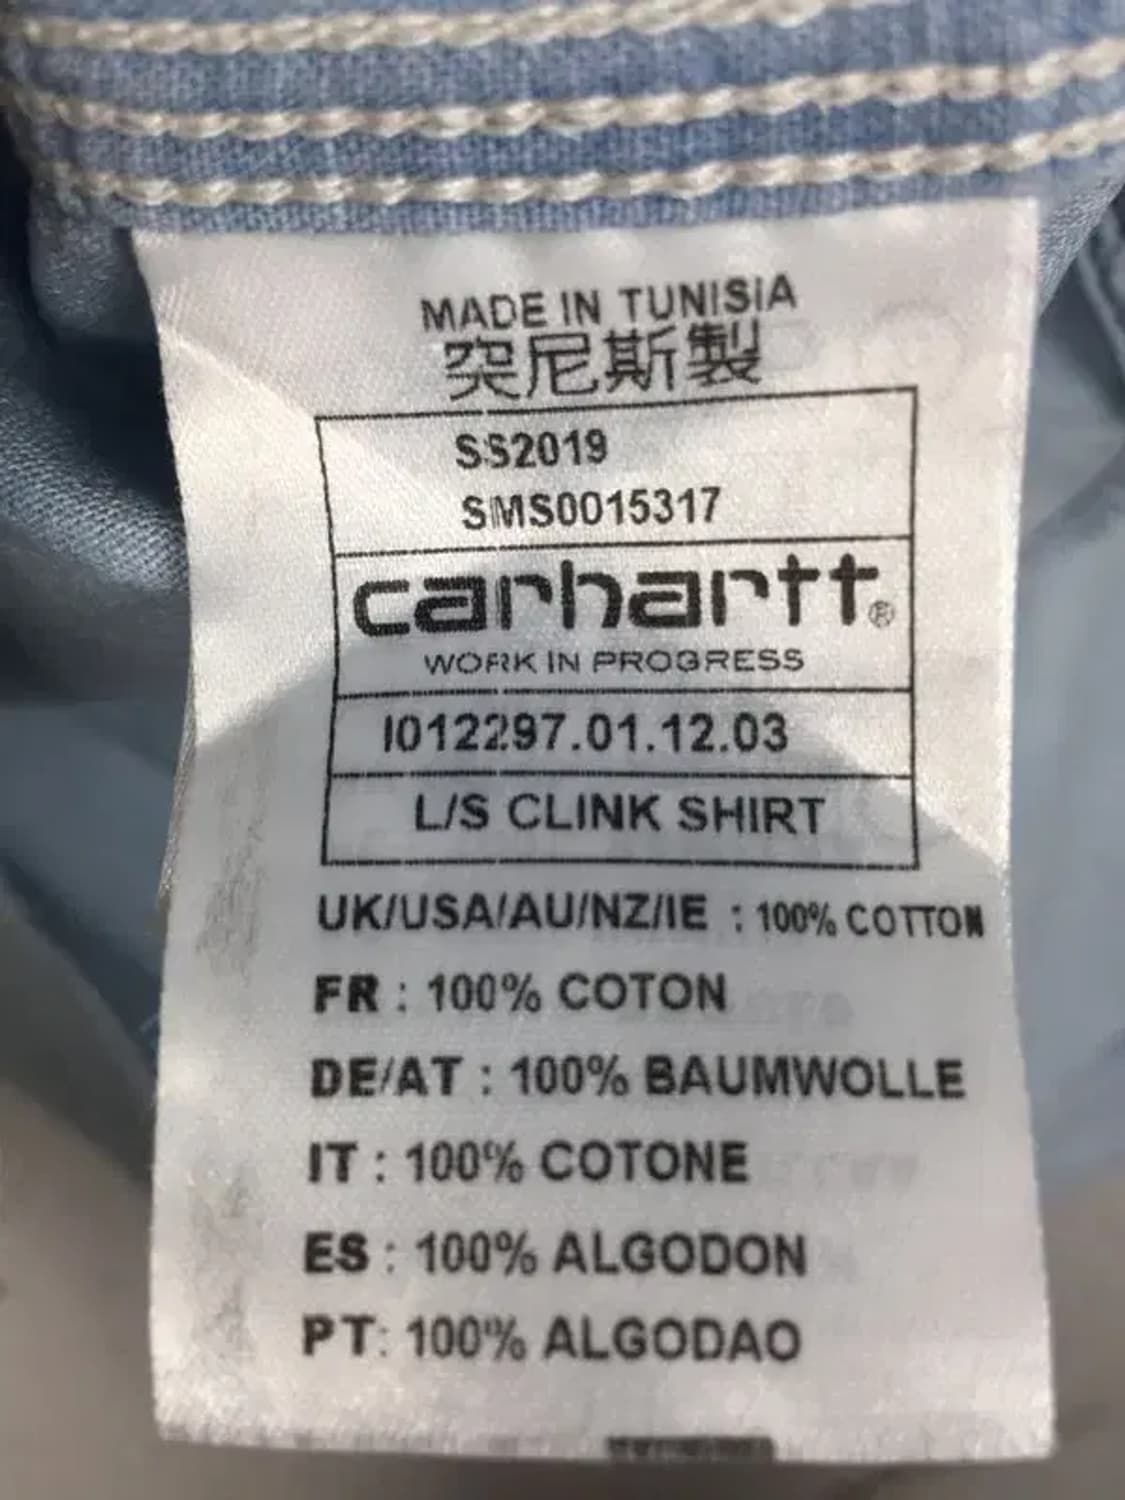 MADE IN TUNISIA
突尼斯製
SS2019
SMS0015317
carhartt®
WORK IN PROGRESS
I012297.01.12.03
L/S CLINK SHIRT
UK/USA/AU/NZ/IE : 100% COTTON
FR : 100% COTON
DE/AT : 100% BAUMWOLLE
IT : 100% COTONE
ES : 100% ALGODON
PT: 100% ALGODAO